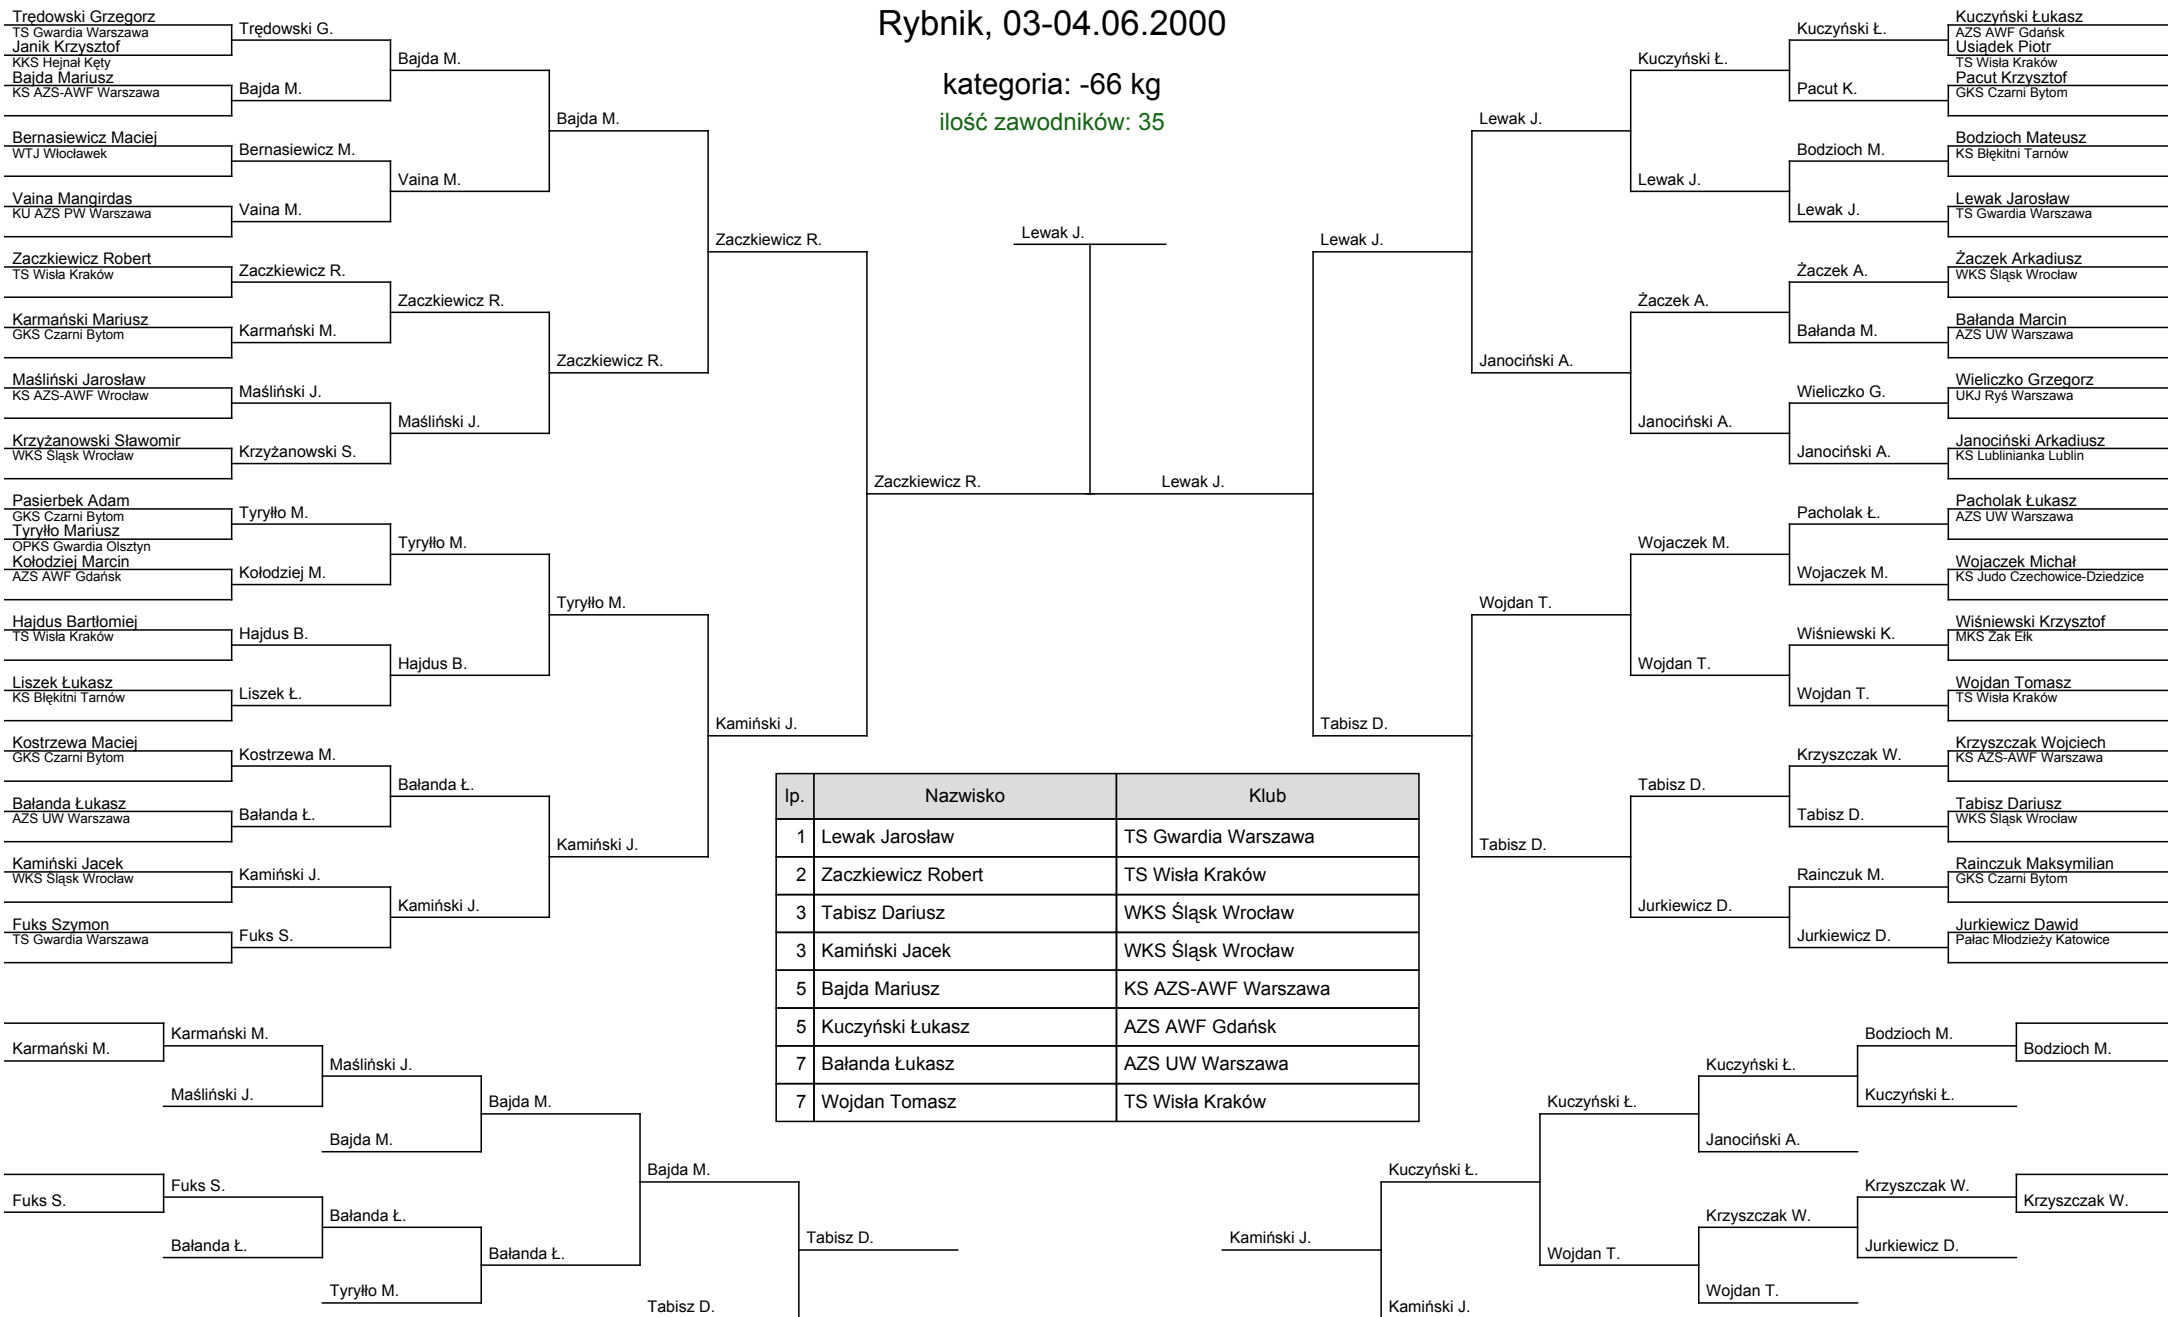 Rybnik, 03-04.06.2000
kategoria: -66 kg
ilość zawodników: 35
Trędowski Grzegorz
TS Gwardia Warszawa
Janik Krzysztof
KKS Hejnał Kęty
Bajda Mariusz
KS AZS-AWF Warszawa
Bernasiewicz Maciej
WTJ Włocławek
Vaina Mangirdas
KU AZS PW Warszawa
Zaczkiewicz Robert
TS Wisła Kraków
Karmański Mariusz
GKS Czarni Bytom
Maśliński Jarosław
KS AZS-AWF Wrocław
Krzyżanowski Sławomir
WKS Śląsk Wrocław
Pasierbek Adam
GKS Czarni Bytom
Tyryłło Mariusz
OPKS Gwardia Olsztyn
Kołodziej Marcin
AZS AWF Gdańsk
Hajdus Bartłomiej
TS Wisła Kraków
Liszek Łukasz
KS Błękitni Tarnów
Kostrzewa Maciej
GKS Czarni Bytom
Bałanda Łukasz
AZS UW Warszawa
Kamiński Jacek
WKS Śląsk Wrocław
Fuks Szymon
TS Gwardia Warszawa
Trędowski G.
Bajda M.
Bernasiewicz M.
Vaina M.
Zaczkiewicz R.
Karmański M.
Maśliński J.
Krzyżanowski S.
Tyryłło M.
Kołodziej M.
Hajdus B.
Liszek Ł.
Kostrzewa M.
Bałanda Ł.
Kamiński J.
Fuks S.
Bajda M.
Vaina M.
Zaczkiewicz R.
Maśliński J.
Tyryłło M.
Hajdus B.
Bałanda Ł.
Kamiński J.
Bajda M.
Zaczkiewicz R.
Tyryłło M.
Kamiński J.
Zaczkiewicz R.
Kamiński J.
Zaczkiewicz R.
Lewak J.
Lewak J.
Lewak J.
Tabisz D.
Lewak J.
Janociński A.
Wojdan T.
Tabisz D.
Kuczyński Ł.
Lewak J.
Żaczek A.
Janociński A.
Wojaczek M.
Wojdan T.
Tabisz D.
Jurkiewicz D.
Kuczyński Ł.
Pacut K.
Bodzioch M.
Lewak J.
Żaczek A.
Bałanda M.
Wieliczko G.
Janociński A.
Pacholak Ł.
Wojaczek M.
Wiśniewski K.
Wojdan T.
Krzyszczak W.
Tabisz D.
Rainczuk M.
Jurkiewicz D.
Kuczyński Łukasz
AZS AWF Gdańsk
Usiądek Piotr
TS Wisła Kraków
Pacut Krzysztof
GKS Czarni Bytom
Bodzioch Mateusz
KS Błękitni Tarnów
Lewak Jarosław
TS Gwardia Warszawa
Żaczek Arkadiusz
WKS Śląsk Wrocław
Bałanda Marcin
AZS UW Warszawa
Wieliczko Grzegorz
UKJ Ryś Warszawa
Janociński Arkadiusz
KS Lublinianka Lublin
Pacholak Łukasz
AZS UW Warszawa
Wojaczek Michał
KS Judo Czechowice-Dziedzice
Wiśniewski Krzysztof
MKS Żak Ełk
Wojdan Tomasz
TS Wisła Kraków
Krzyszczak Wojciech
KS AZS-AWF Warszawa
Tabisz Dariusz
WKS Śląsk Wrocław
Rainczuk Maksymilian
GKS Czarni Bytom
Jurkiewicz Dawid
Pałac Młodzieży Katowice
lp. Nazwisko Klub
1 Lewak Jarosław TS Gwardia Warszawa
2 Zaczkiewicz Robert TS Wisła Kraków
3 Tabisz Dariusz WKS Śląsk Wrocław
3 Kamiński Jacek WKS Śląsk Wrocław
5 Bajda Mariusz KS AZS-AWF Warszawa
5 Kuczyński Łukasz AZS AWF Gdańsk
7 Bałanda Łukasz AZS UW Warszawa
7 Wojdan Tomasz TS Wisła Kraków
Karmański M.
Fuks S.
Karmański M.
Maśliński J.
Fuks S.
Bałanda Ł.
Maśliński J.
Bajda M.
Bałanda Ł.
Tyryłło M.
Bajda M.
Bałanda Ł.
Bajda M.
Tabisz D.
Tabisz D.
Kamiński J.
Kuczyński Ł.
Kamiński J.
Kuczyński Ł.
Wojdan T.
Kuczyński Ł.
Janociński A.
Krzyszczak W.
Wojdan T.
Bodzioch M.
Kuczyński Ł.
Krzyszczak W.
Jurkiewicz D.
Bodzioch M.
Krzyszczak W.